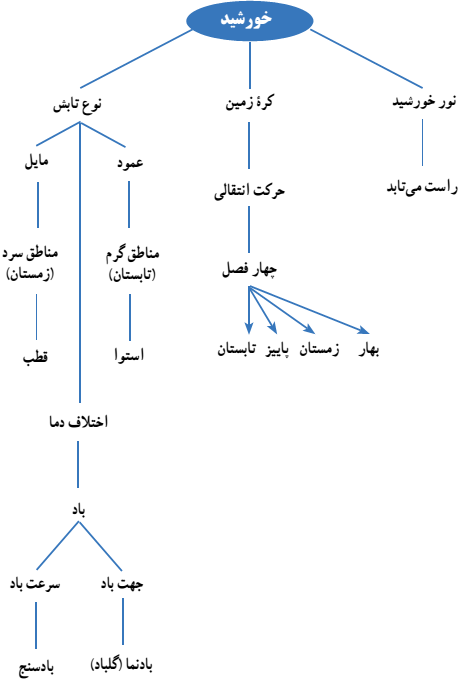 خورشید
نور خورشید
کرهٔ زمین
نوع تابش
راست می‌تابد
حرکت انتقالی
عمود
مایل
چهار فصل
مناطق گرم
(تابستان)
مناطق سرد
(زمستان)
بهار
زمستان
پاییز
تابستان
استوا
قطب
اختلاف دما
باد
جهت باد
سرعت باد
بادنما (گلباد)
بادسنج